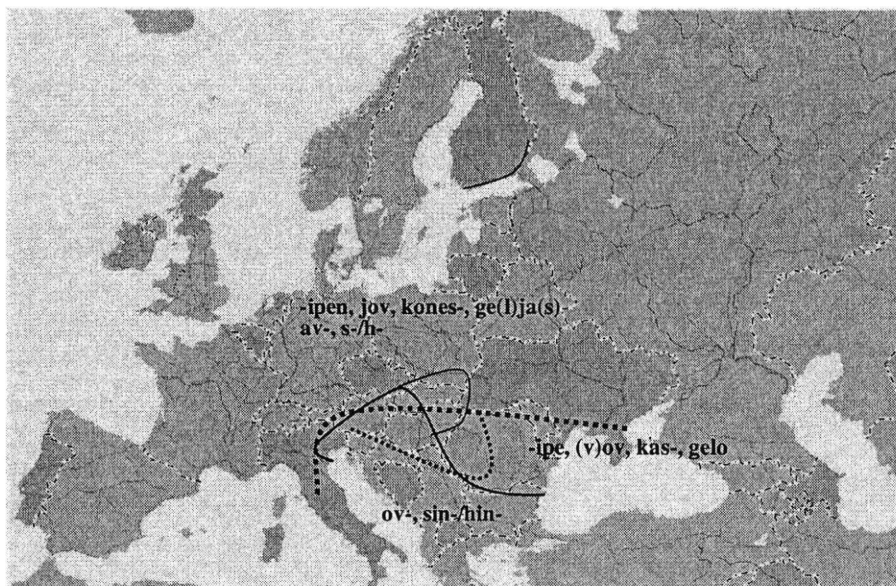 -ipen, jov, kones-, ge(l)ja(s)-
av-, s-/h-
-ipe, (v)ov, kas-, gelo
ov-, sin-/hin-